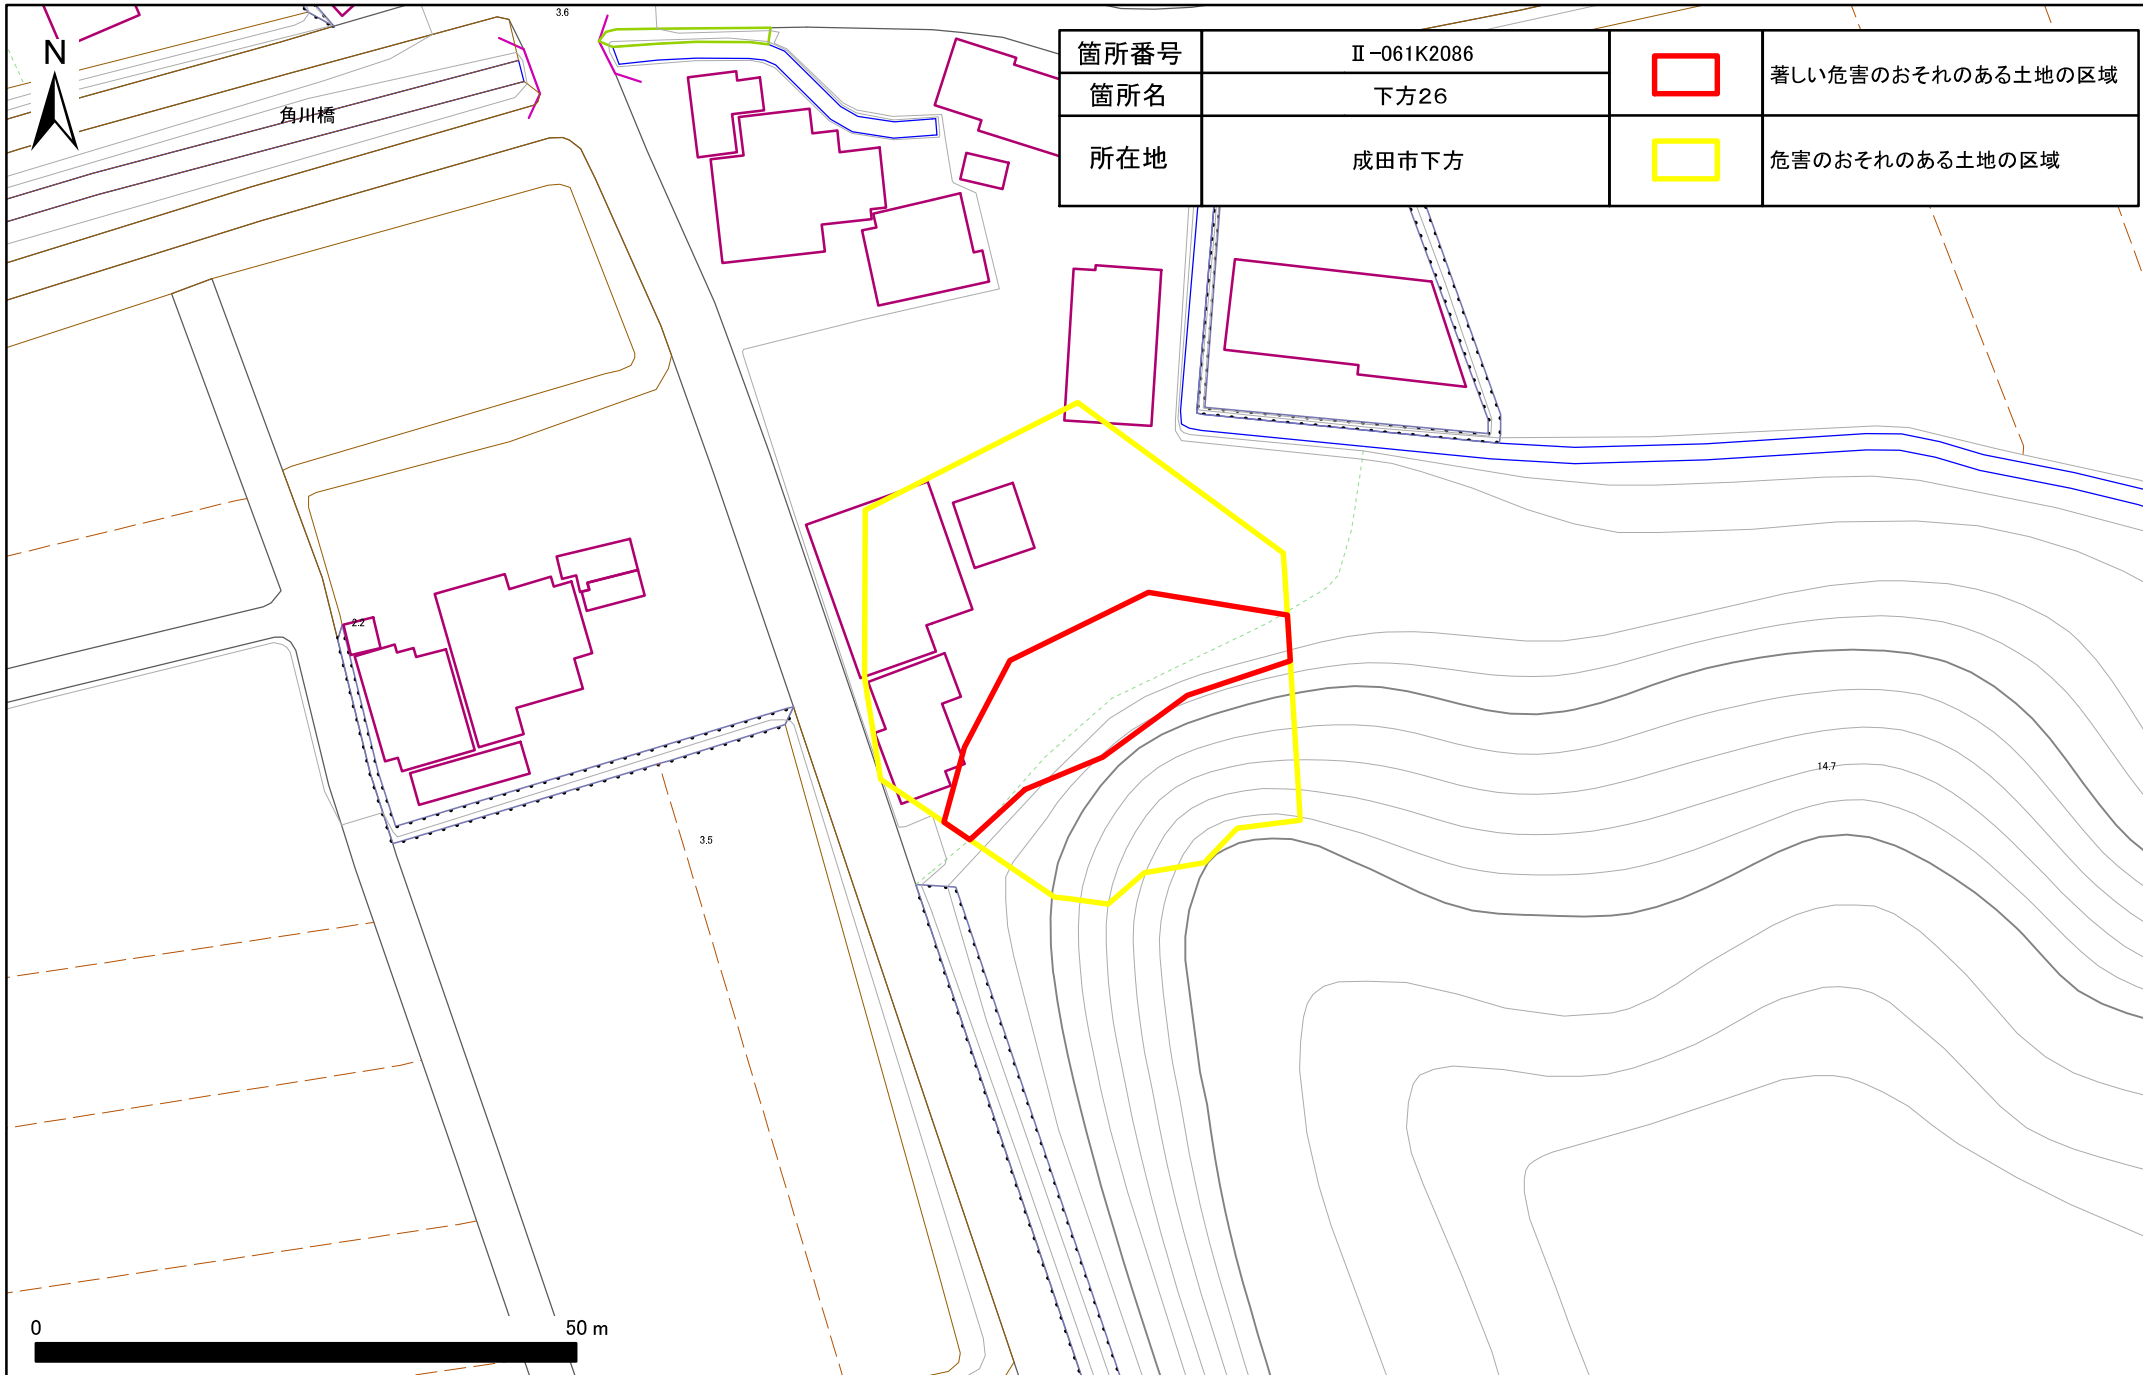 3.6
N
角川橋
箇所番号 Ⅱ-061K2086
箇所名 下方26
所在地 成田市下方
著しい危害のおそれのある土地の区域
危害のおそれのある土地の区域
2.2
14.7
3.5
0 50 m